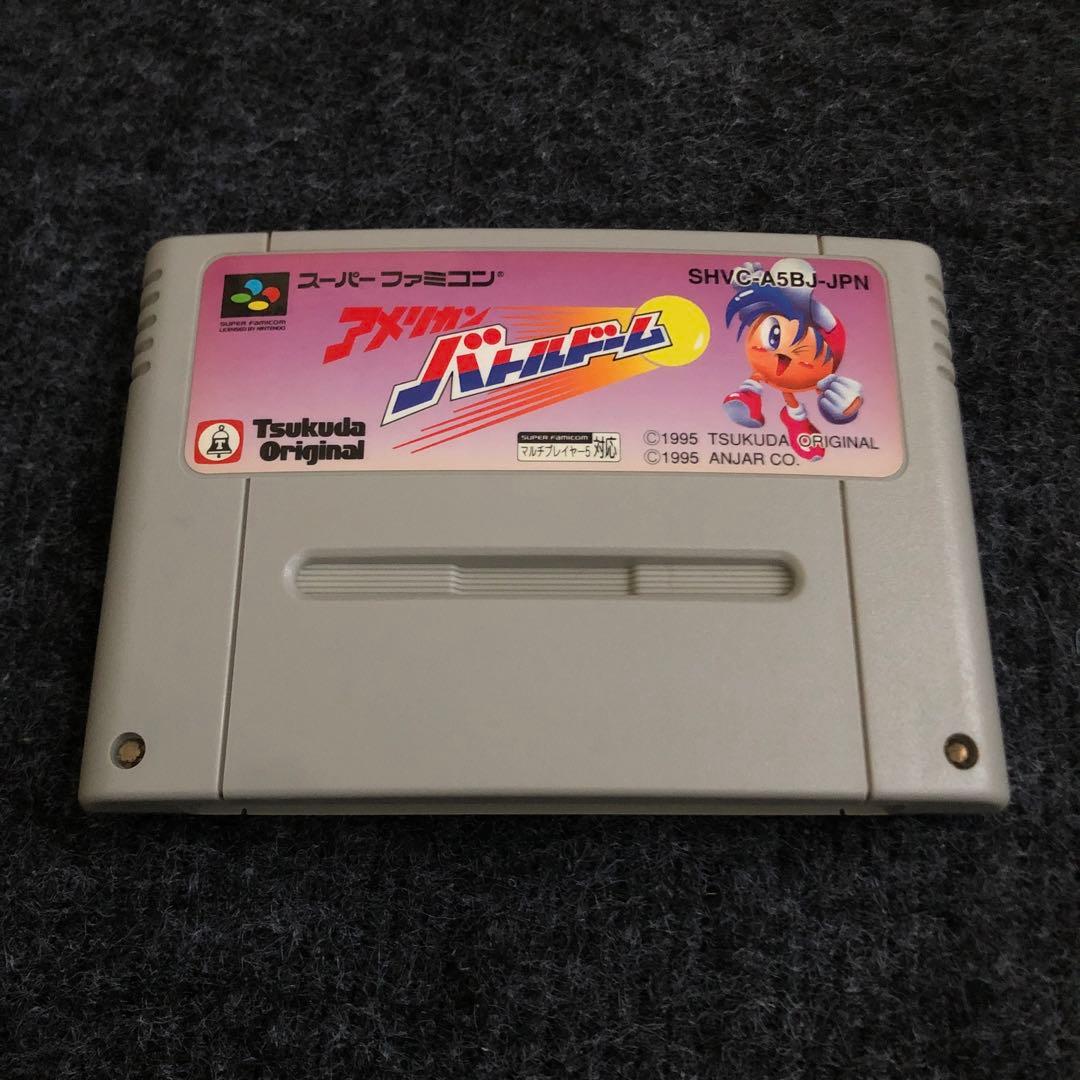 スーパーファミコン®
SHVC-A5BJ-JPN
SUPER FAMICOM
LICENSED BY NINTENDO
アメリカン
バトルドーム
Tsukuda
Original
SUPER FAMICOM
マルチプレイヤー5 対応
©1995 TSUKUDA ORIGINAL
©1995 ANJAR CO.